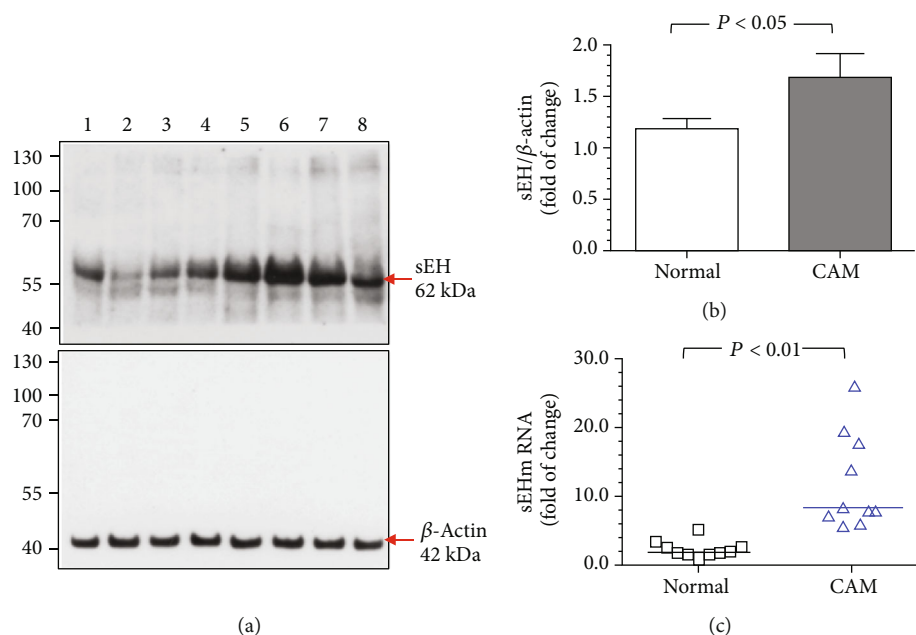 1 2 3 4 5 6 7 8
130
100
70
55
40
sEH
62 kDa
130
100
70
55
40
β-Actin
42 kDa
(a)
P < 0.05
sEH/β-actin
(fold of change)
2.0
1.6
1.2
0.8
0.5
0.0
Normal CAM
(b)
P < 0.01
sEHm RNA
(fold of change)
30.0
20.0
10.0
0.0
Normal CAM
(c)